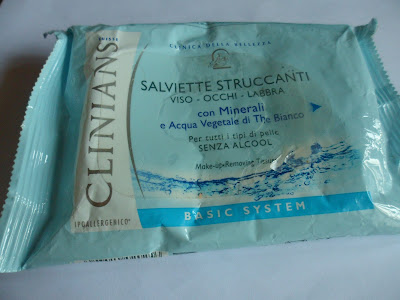 CLINICA DELLA BELLEZZA
CLINIANS
SALVIETTE STRUCCANTI
VISO - OCCHI - LABBRA
con Minerali
e Acqua Vegetale di The Bianco
Per tutti i tipi di pelle
SENZA ALCOOL
Make-up Removing Tissues
IPOALLERGENICO*
BASIC SYSTEM